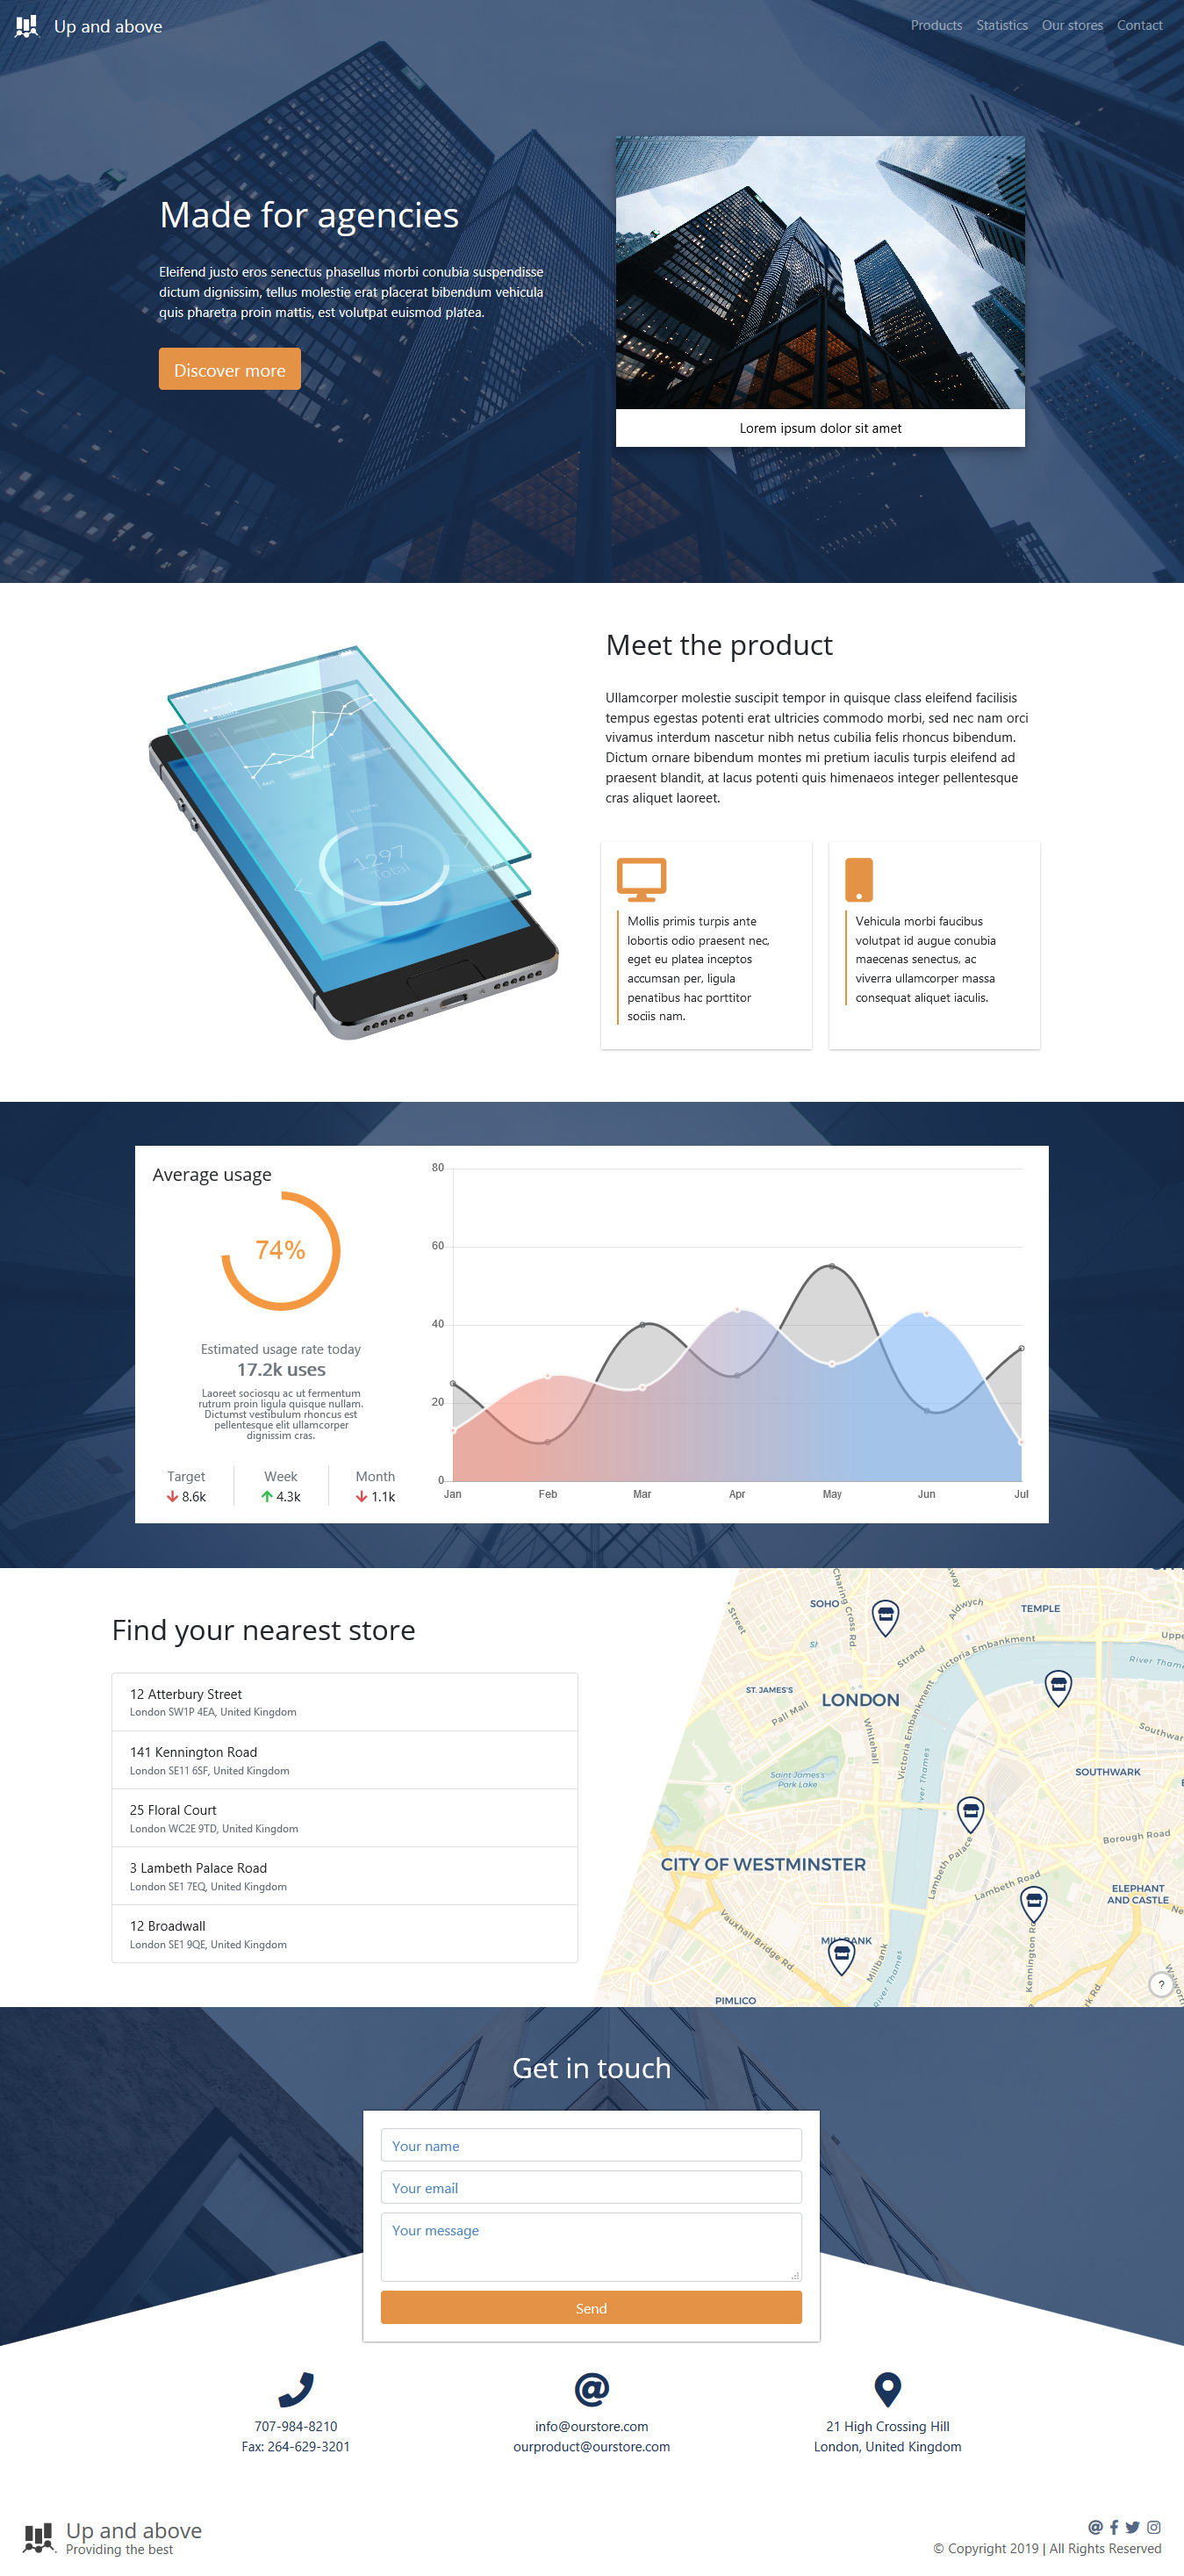 Up and above
Products Statistics Our stores Contact
Made for agencies
Eleifend justo eros senectus phasellus morbi conubia suspendisse
dictum dignissim, tellus molestie erat placerat bibendum vehicula
quis pharetra proin mattis, est volutpat euismod platea.
Discover more
Lorem ipsum dolor sit amet
Meet the product
Ullamcorper molestie suscipit tempor in quisque class eleifend facilisis
tempus egestas potenti erat ultricies commodo morbi, sed nec nam orci
vivamus interdum nascetur nibh netus cubilia felis rhoncus bibendum.
Dictum ornare bibendum montes mi pretium iaculis turpis eleifend ad
praesent blandit, at lacus potenti quis himenaeos integer pellentesque
cras aliquet laoreet.
1297
Total
Mollis primis turpis ante
lobortis odio praesent nec,
eget eu platea inceptos
accumsan per, ligula
penatibus hac porttitor
sociis nam.
Vehicula morbi faucibus
volutpat id augue conubia
maecenas senectus, ac
viverra ullamcorper massa
consequat aliquet iaculis.
Average usage
74%
Estimated usage rate today
17.2k uses
Laoreet sociosqu ac ut fermentum
rutrum proin ligula quisque nullam.
Dictumst vestibulum rhoncus est
pellentesque elit ullamcorper
dignissim cras.
Target Week Month
8.6k 4.3k 1.1k
80
60
40
20
0
Jan Feb Mar Apr May Jun Jul
Find your nearest store
12 Atterbury Street
London SW1P 4EA, United Kingdom
141 Kennington Road
London SE11 6SF, United Kingdom
25 Floral Court
London WC2E 9TD, United Kingdom
3 Lambeth Palace Road
London SE1 7EQ, United Kingdom
12 Broadwall
London SE1 9QE, United Kingdom
Street
SOHO
Charing Cross Rd
Aldwych
TEMPLE
Strand
Victoria Embankment
River Thames
ST. JAMES'S
LONDON
Pall Mall
Whitehall
Victoria Embankment
River Thames
Saint James's
Park Lake
SOUTHWARK
Borough Road
CITY OF WESTMINSTER
Lambeth Palace
Lambeth Road
ELEPHANT
AND CASTLE
Vauxhall Bridge Rd.
Millbank
River Thames
Kennington Rd
PIMLICO
?
Get in touch
Your name
Your email
Your message
Send
707-984-8210
Fax: 264-629-3201
info@ourstore.com
ourproduct@ourstore.com
21 High Crossing Hill
London, United Kingdom
Up and above
Providing the best
© Copyright 2019 | All Rights Reserved